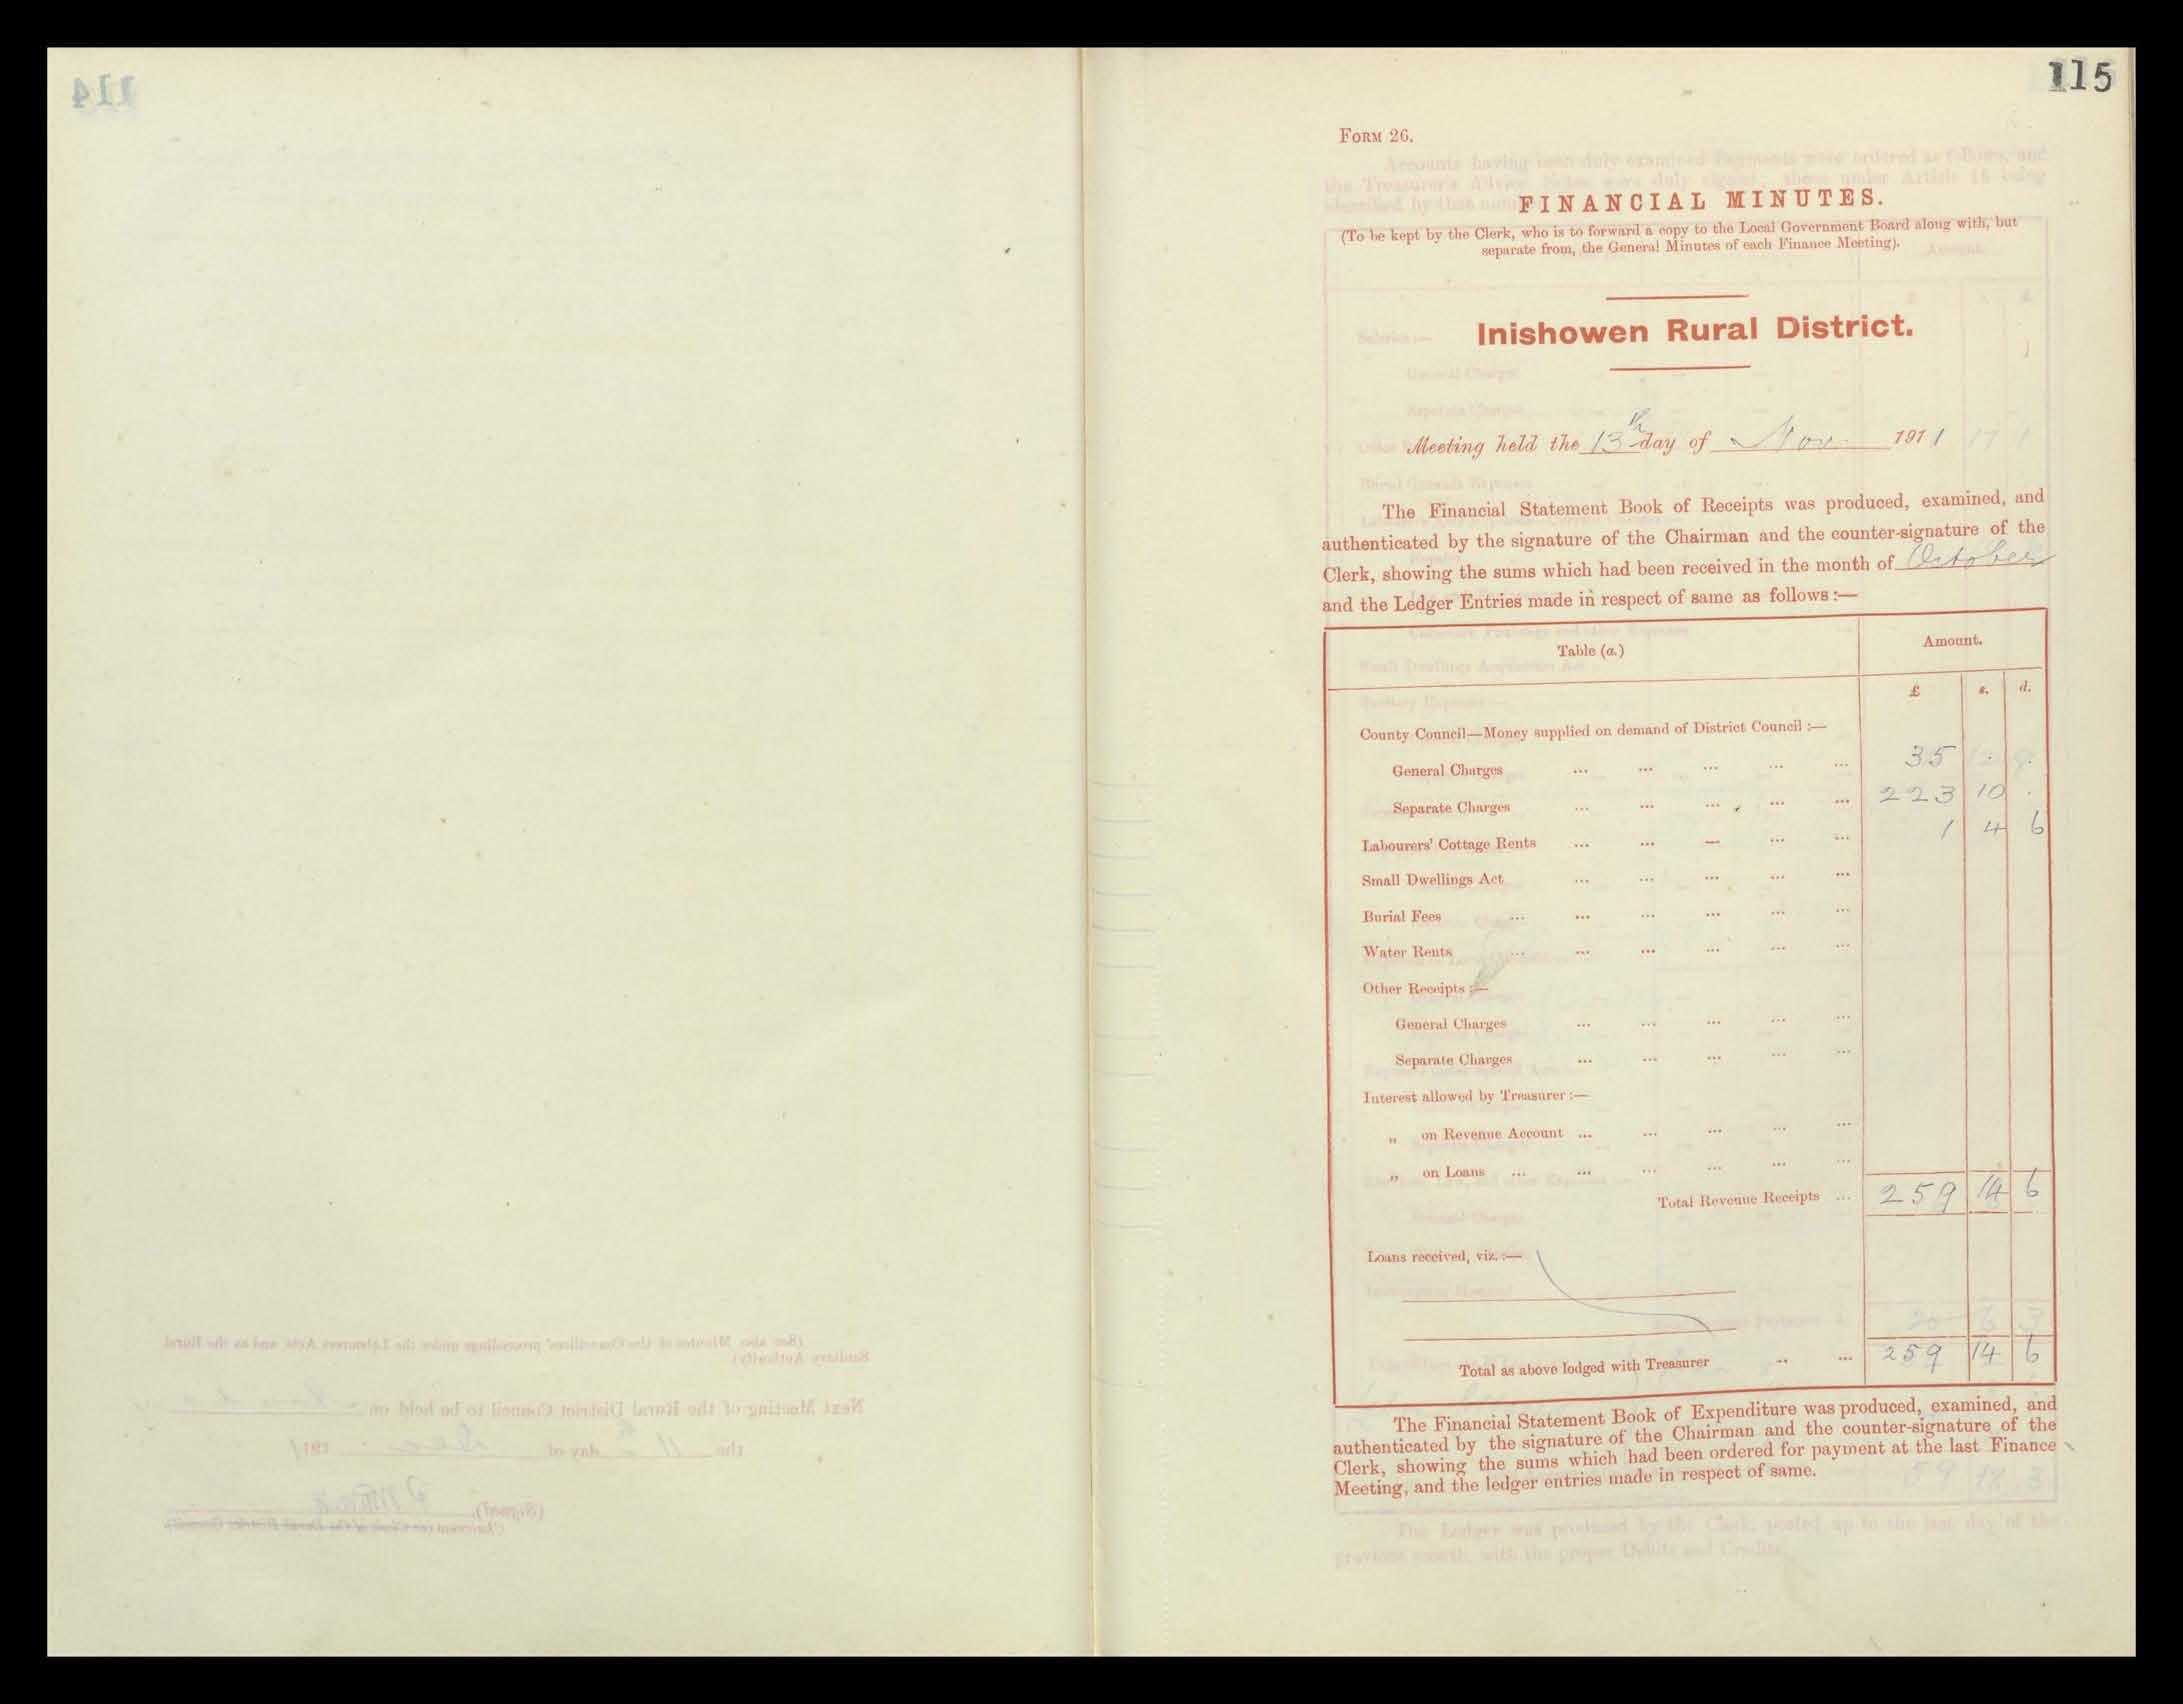 115
FORM 26.
FINANCIAL MINUTES.
(To be kept by the Clerk, who is to forward a copy to the Local Government Board along with, but
separate from, the General Minutes of each Finance Meeting).
Inishowen Rural District.
Meeting held the 13th day of Nov. 1911
The Financial Statement Book of Receipts was produced, examined, and
authenticated by the signature of the Chairman and the counter-signature of the
Clerk, showing the sums which had been received in the month of October
and the Ledger Entries made in respect of same as follows :—
Table (a.) Amount.
£ s. d.
County Council—Money supplied on demand of District Council :—
General Charges ... ... ... ... ... 35 . .
Separate Charges ... ... ... ... ... 223 10 .
Labourers' Cottage Rents ... ... ... ... ... 1 4 6
Small Dwellings Act ... ... ... ... ...
Burial Fees ... ... ... ... ... ...
Water Rents ... ... ... ... ... ...
Other Receipts :—
General Charges ... ... ... ... ...
Separate Charges ... ... ... ... ...
Interest allowed by Treasurer :—
„ on Revenue Account ... ... ... ... ...
„ on Loans ... ... ... ... ... ...
Total Revenue Receipts ... 259 14 6
Loans received, viz. :—
Total as above lodged with Treasurer ... ... 259 14 6
The Financial Statement Book of Expenditure was produced, examined, and
authenticated by the signature of the Chairman and the counter-signature of the
Clerk, showing the sums which had been ordered for payment at the last Finance
Meeting, and the ledger entries made in respect of same.